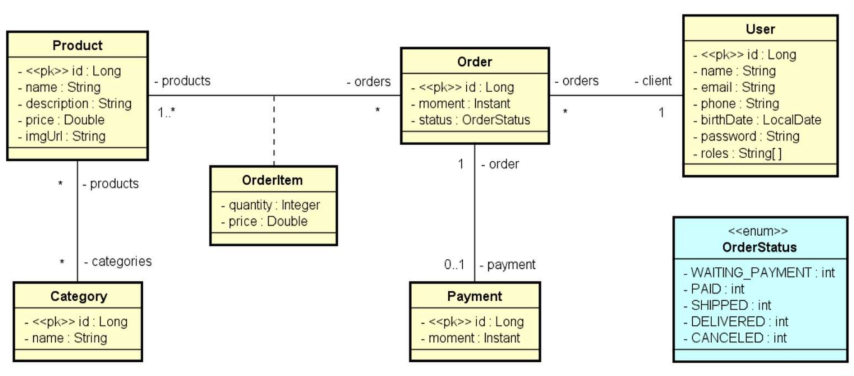 Product
- <<pk>> id : Long
- name : String
- description : String
- price : Double
- imgUrl : String
- products
1..*
- orders
*
Order
- <<pk>> id : Long
- moment : Instant
- status : OrderStatus
- orders
*
- client
1
User
- <<pk>> id : Long
- name : String
- email : String
- phone : String
- birthDate : LocalDate
- password : String
- roles : String[ ]
* - products
OrderItem
- quantity : Integer
- price : Double
1 - order
* - categories
0..1 - payment
Category
- <<pk>> id : Long
- name : String
Payment
- <<pk>> id : Long
- moment : Instant
<<enum>>
OrderStatus
- WAITING_PAYMENT : int
- PAID : int
- SHIPPED : int
- DELIVERED : int
- CANCELED : int